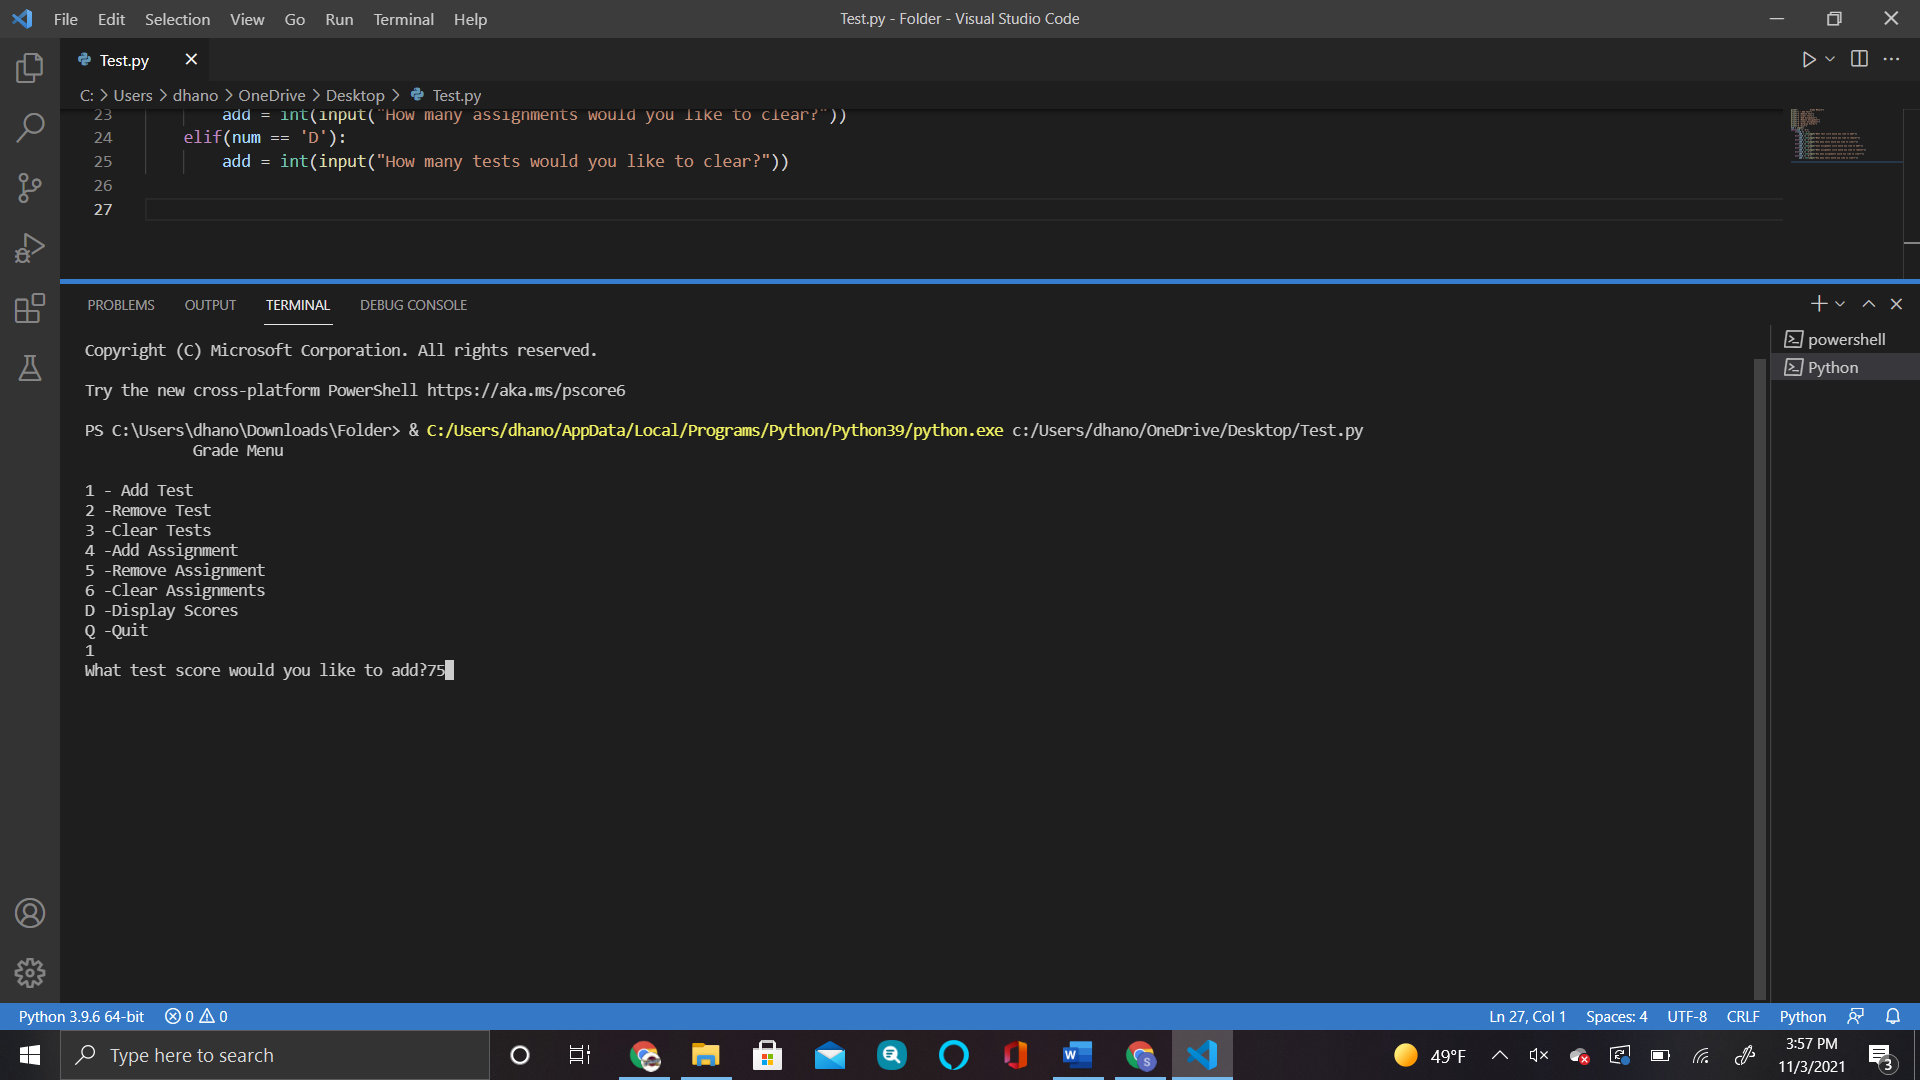 File Edit Selection View Go Run Terminal Help
Test.py - Folder - Visual Studio Code
Test.py
C: > Users > dhano > OneDrive > Desktop > Test.py
23 add = int(input("How many assignments would you like to clear?"))
24 elif(num == 'D'):
25 add = int(input("How many tests would you like to clear?"))
26
27
PROBLEMS OUTPUT TERMINAL DEBUG CONSOLE
powershell
Python
Copyright (C) Microsoft Corporation. All rights reserved.
Try the new cross-platform PowerShell https://aka.ms/pscore6
PS C:\Users\dhano\Downloads\Folder> & C:/Users/dhano/AppData/Local/Programs/Python/Python39/python.exe c:/Users/dhano/OneDrive/Desktop/Test.py
Grade Menu
1 - Add Test
2 -Remove Test
3 -Clear Tests
4 -Add Assignment
5 -Remove Assignment
6 -Clear Assignments
D -Display Scores
Q -Quit
1
What test score would you like to add?75
Python 3.9.6 64-bit 0 0 Ln 27, Col 1 Spaces: 4 UTF-8 CRLF Python
Type here to search
49°F
3:57 PM
11/3/2021
3